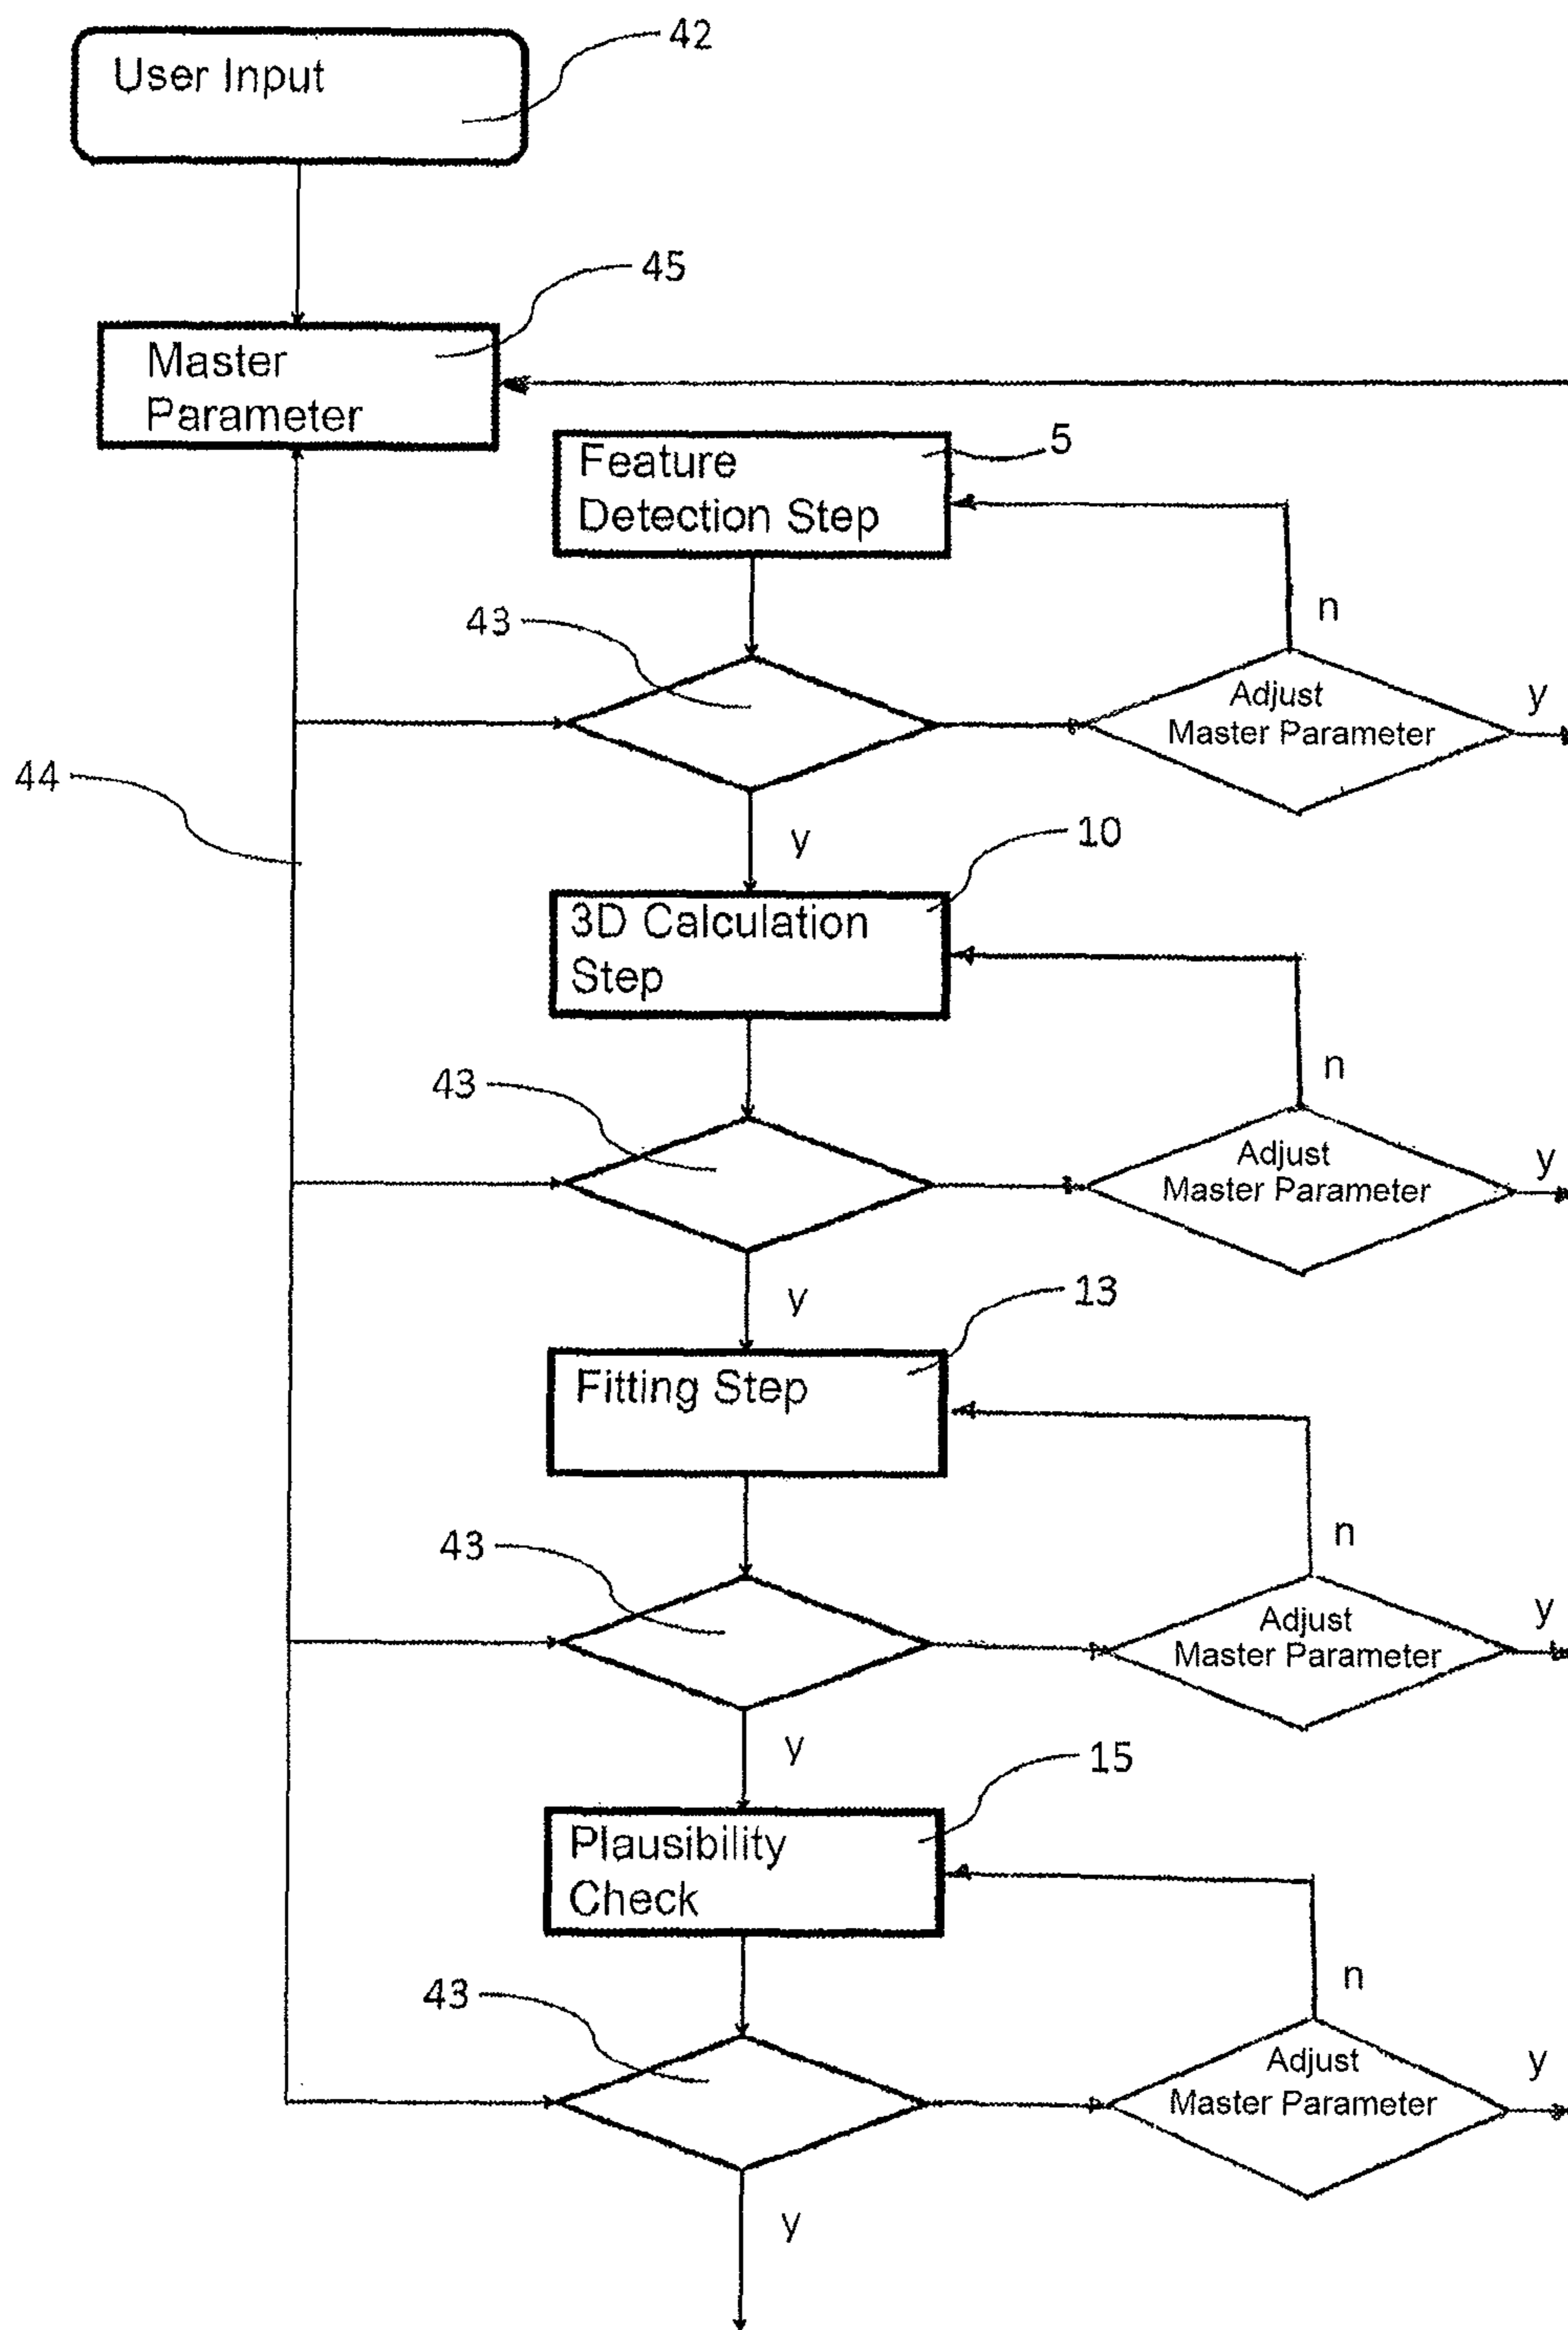 User Input
42
45
Master
Parameter
5
Feature
Detection Step
n
43
Adjust
Master Parameter
y
44
y
10
3D Calculation
Step
n
43
Adjust
Master Parameter
y
y
13
Fitting Step
n
43
Adjust
Master Parameter
y
y
15
Plausibility
Check
n
43
Adjust
Master Parameter
y
y